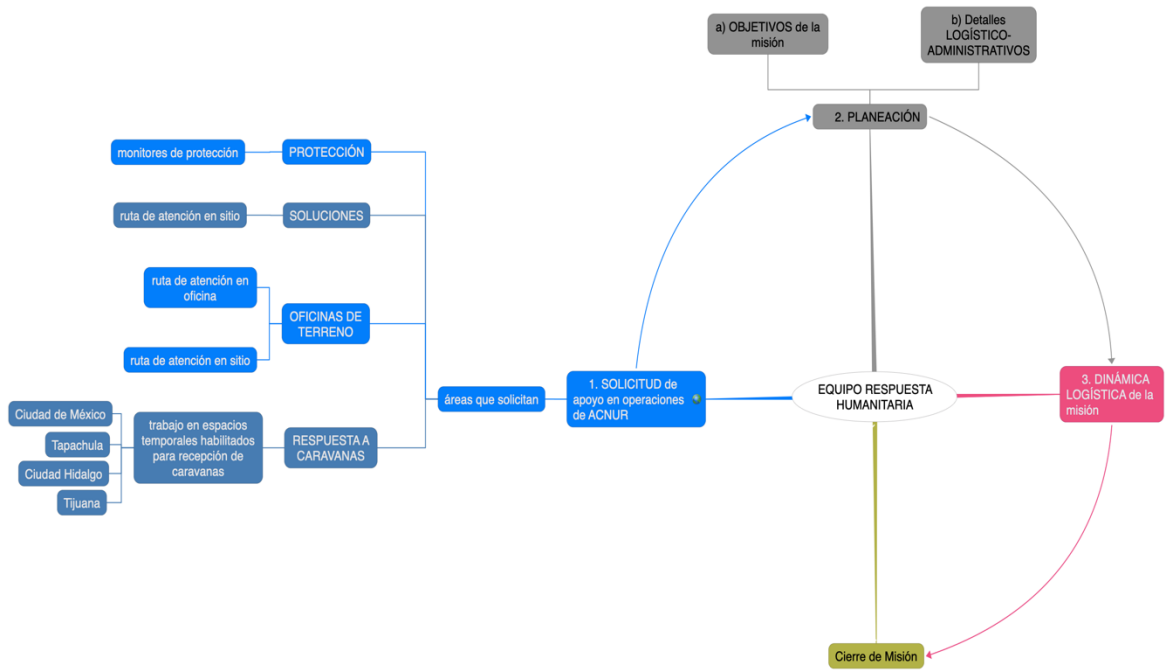 a) OBJETIVOS de la
misión
b) Detalles
LOGÍSTICO-
ADMINISTRATIVOS
2. PLANEACIÓN
monitores de protección
PROTECCIÓN
ruta de atención en sitio
SOLUCIONES
ruta de atención en
oficina
OFICINAS DE
TERRENO
ruta de atención en sitio
áreas que solicitan
1. SOLICITUD de
apoyo en operaciones
de ACNUR
EQUIPO RESPUESTA
HUMANITARIA
3. DINÁMICA
LOGÍSTICA de la
misión
Ciudad de México
Tapachula
Ciudad Hidalgo
Tijuana
trabajo en espacios
temporales habilitados
para recepción de
caravanas
RESPUESTA A
CARAVANAS
Cierre de Misión